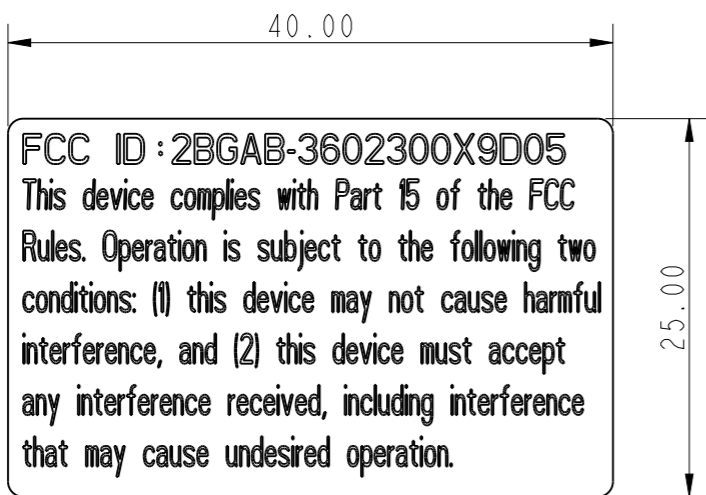 40.00
FCC ID:2BGAB-3602300X9D05
This device complies with Part 15 of the FCC
Rules. Operation is subject to the following two
conditions: (1) this device may not cause harmful
interference, and (2) this device must accept
any interference received, including interference
that may cause undesired operation.
25.00